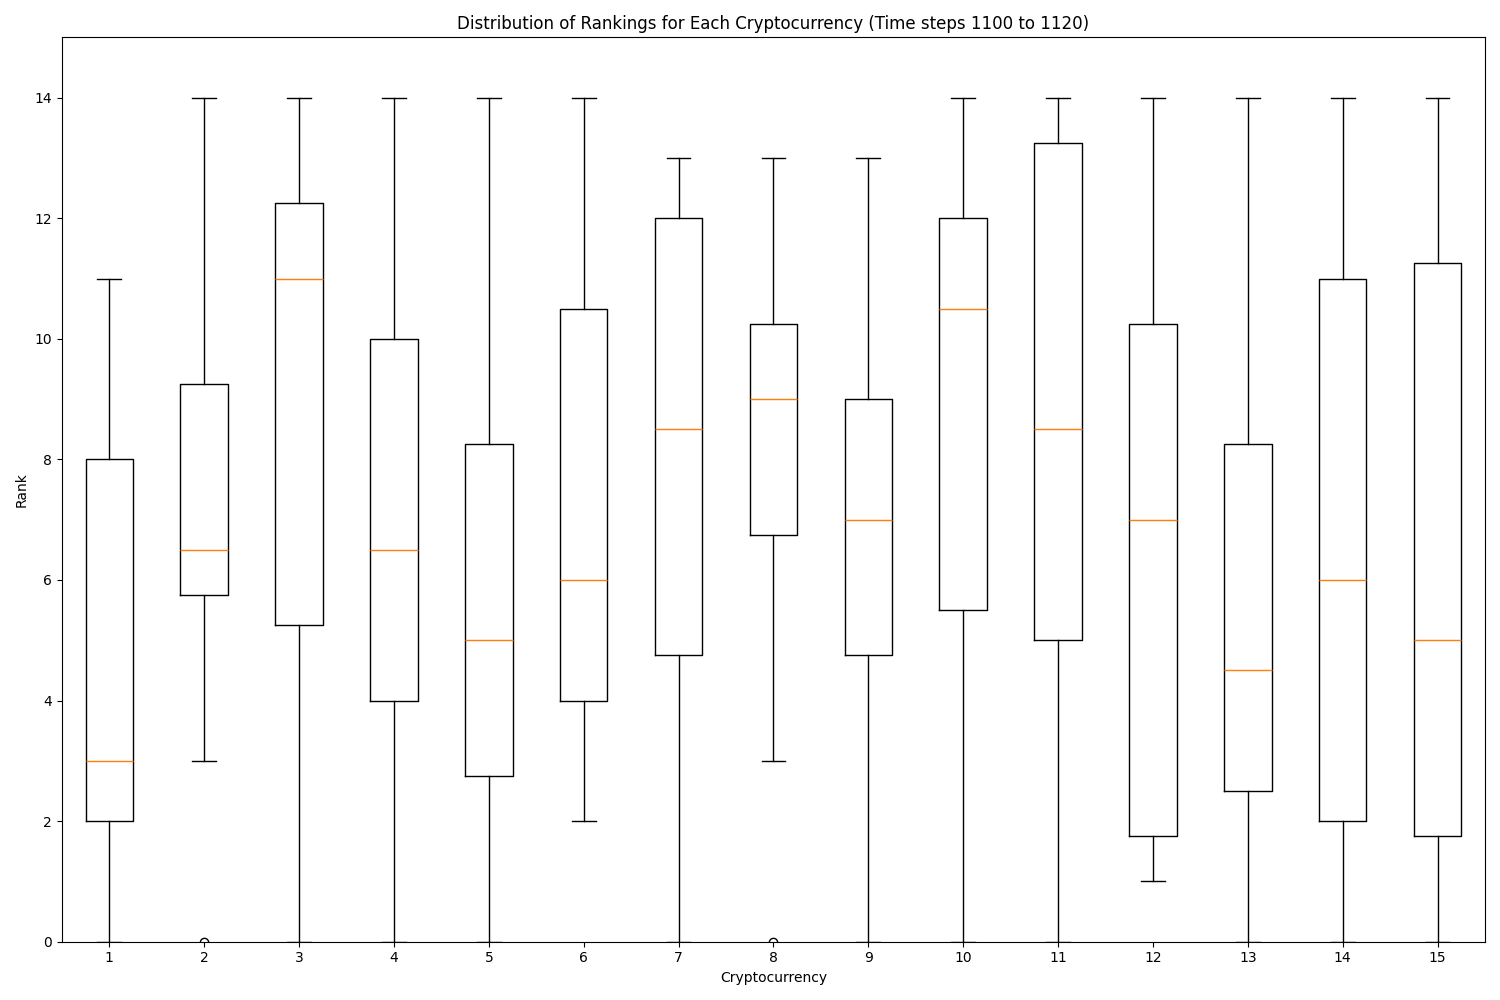 Distribution of Rankings for Each Cryptocurrency (Time steps 1100 to 1120)
Rank
14
12
10
8
6
4
2
0
1 2 3 4 5 6 7 8 9 10 11 12 13 14 15
Cryptocurrency